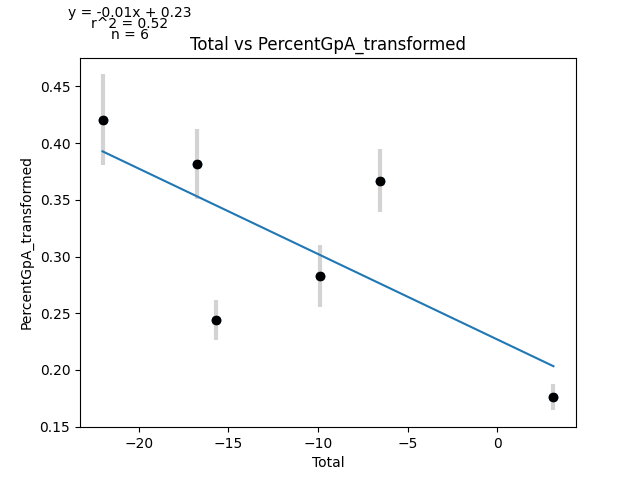 y = -0.01x + 0.23
r^2 = 0.52
n = 6
Total vs PercentGpA_transformed
PercentGpA_transformed
0.45
0.40
0.35
0.30
0.25
0.20
0.15
−20
−15
−10
−5
0
Total